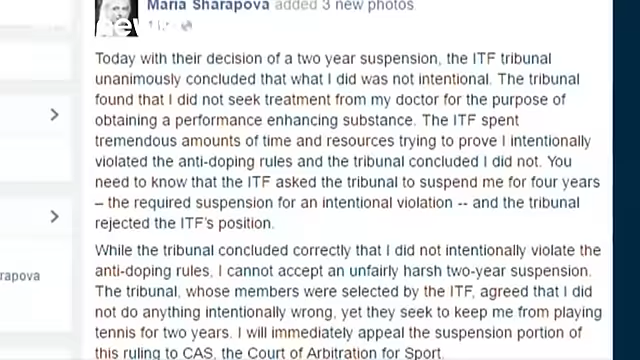 Maria Sharapova added 3 new photos
Today with their decision of a two year suspension, the ITF tribunal
unanimously concluded that what I did was not intentional. The tribunal
found that I did not seek treatment from my doctor for the purpose of
obtaining a performance enhancing substance. The ITF spent
tremendous amounts of time and resources trying to prove I intentionally
violated the anti-doping rules and the tribunal concluded I did not. You
need to know that the ITF asked the tribunal to suspend me for four years
– the required suspension for an intentional violation -- and the tribunal
rejected the ITF's position.
While the tribunal concluded correctly that I did not intentionally violate the
anti-doping rules, I cannot accept an unfairly harsh two-year suspension.
The tribunal, whose members were selected by the ITF, agreed that I did
not do anything intentionally wrong, yet they seek to keep me from playing
tennis for two years. I will immediately appeal the suspension portion of
this ruling to CAS, the Court of Arbitration for Sport.
rapova